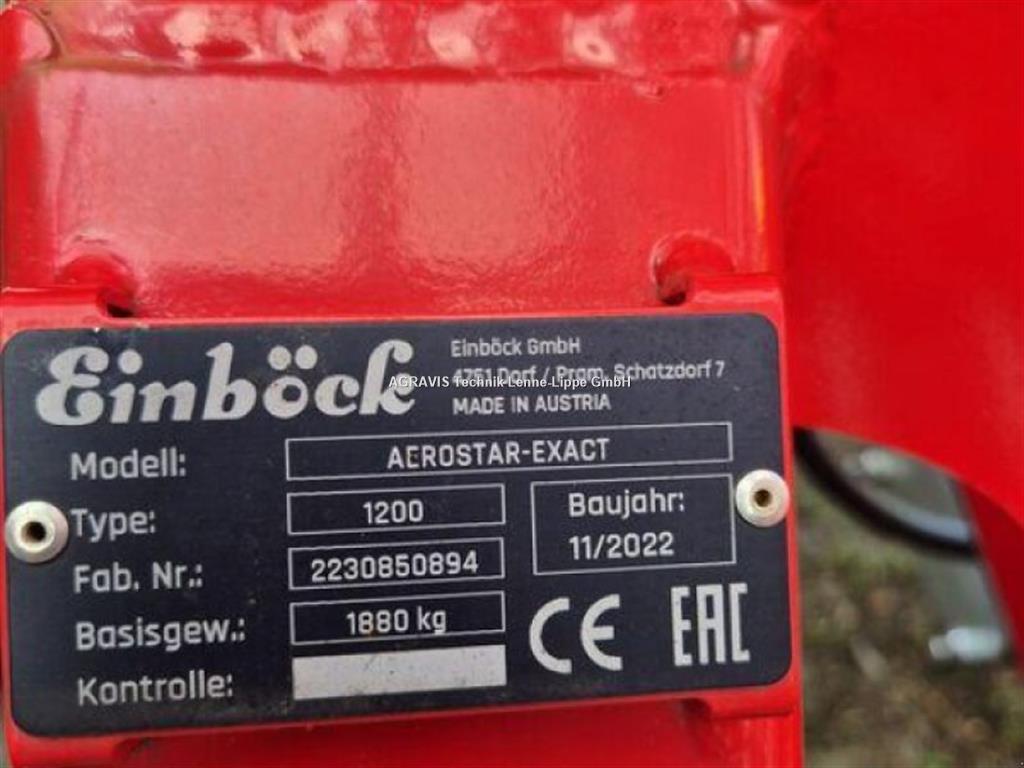 Einböck
Einböck GmbH
4751 Dorf / Pram, Schatzdorf 7
AGRAVIS Technik Lenne-Lippe GmbH
MADE IN AUSTRIA
Modell: AEROSTAR-EXACT
Type: 1200
Baujahr:
11/2022
Fab. Nr.: 2230850894
Basisgew.: 1880 kg
Kontrolle:
CE EAC